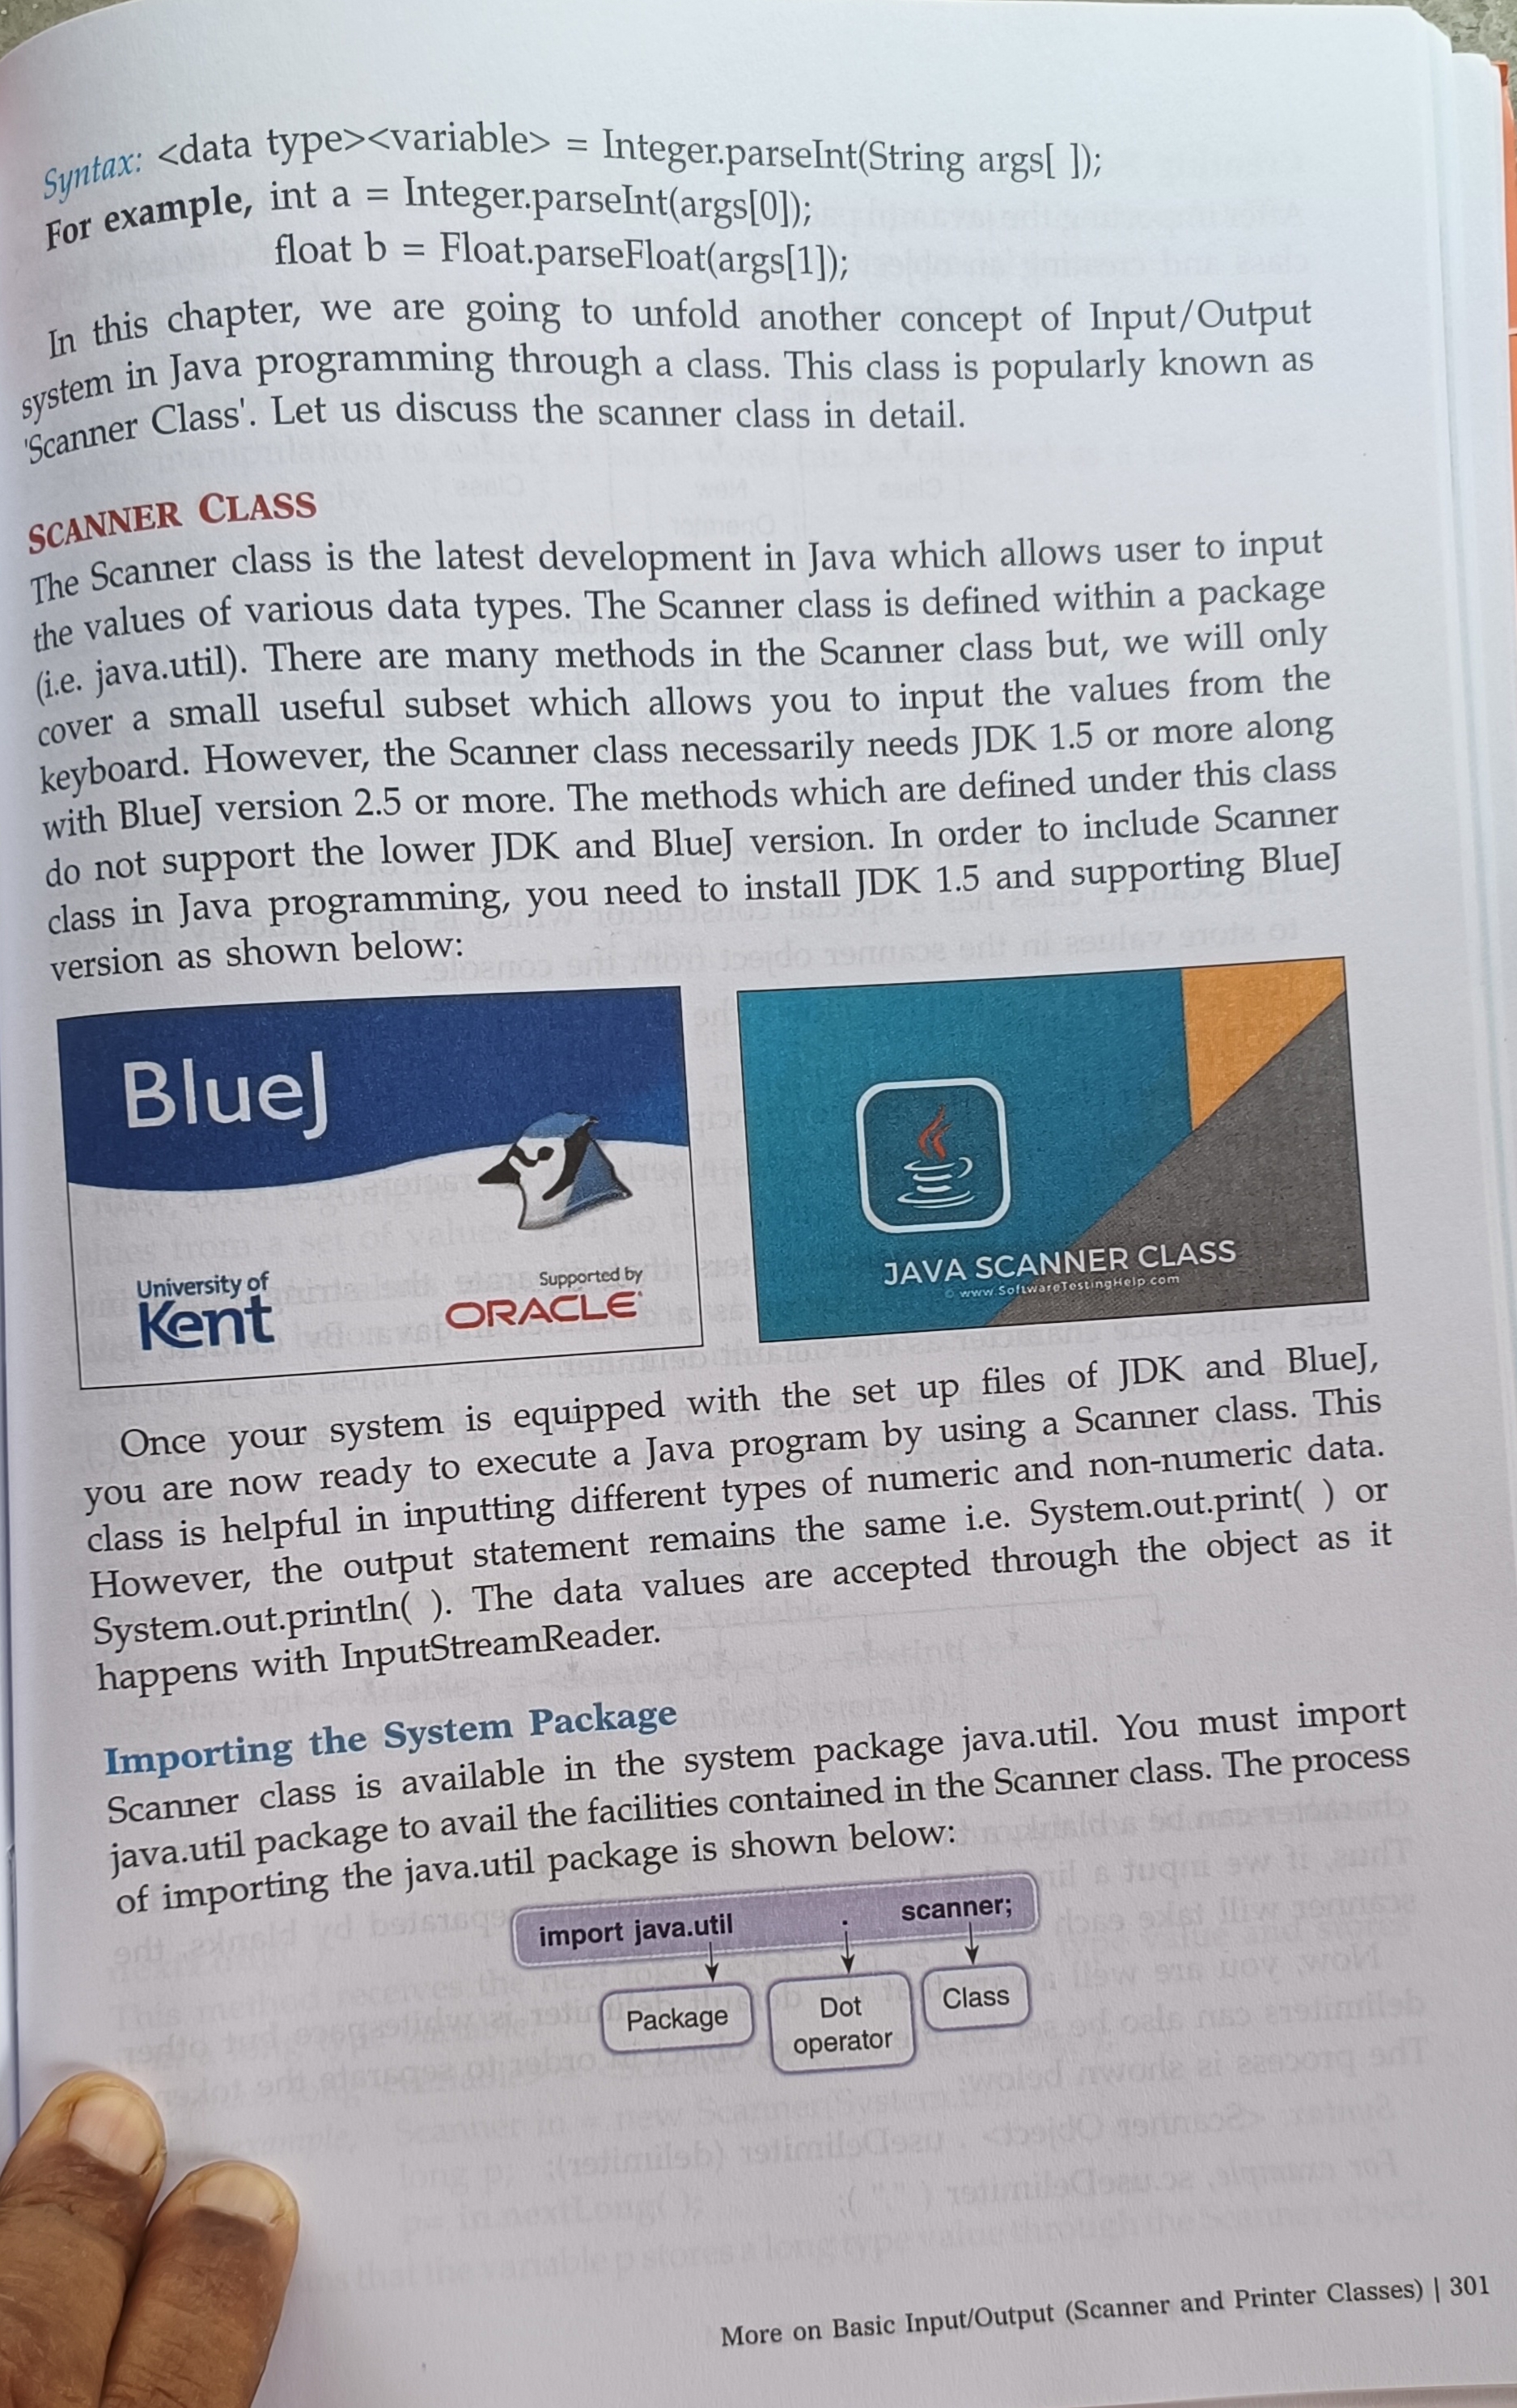 Syntax: <data type><variable> = Integer.parseInt(String args[ ]);
For example, int a = Integer.parseInt(args[0]);
float b = Float.parseFloat(args[1]);
In this chapter, we are going to unfold another concept of Input/Output
system in Java programming through a class. This class is popularly known as
'Scanner Class'. Let us discuss the scanner class in detail.
SCANNER CLASS
The Scanner class is the latest development in Java which allows user to input
the values of various data types. The Scanner class is defined within a package
(i.e. java.util). There are many methods in the Scanner class but, we will only
cover a small useful subset which allows you to input the values from the
keyboard. However, the Scanner class necessarily needs JDK 1.5 or more along
with BlueJ version 2.5 or more. The methods which are defined under this class
do not support the lower JDK and BlueJ version. In order to include Scanner
class in Java programming, you need to install JDK 1.5 and supporting BlueJ
version as shown below:
BlueJ
University of
Kent
Supported by
ORACLE
JAVA SCANNER CLASS
© www.SoftwareTestingHelp.com
Once your system is equipped with the set up files of JDK and BlueJ,
you are now ready to execute a Java program by using a Scanner class. This
class is helpful in inputting different types of numeric and non-numeric data.
However, the output statement remains the same i.e. System.out.print( ) or
System.out.println( ). The data values are accepted through the object as it
happens with InputStreamReader.
Importing the System Package
Scanner class is available in the system package java.util. You must import
java.util package to avail the facilities contained in the Scanner class. The process
of importing the java.util package is shown below:
import java.util . scanner;
Package Dot Class
operator
More on Basic Input/Output (Scanner and Printer Classes) | 301